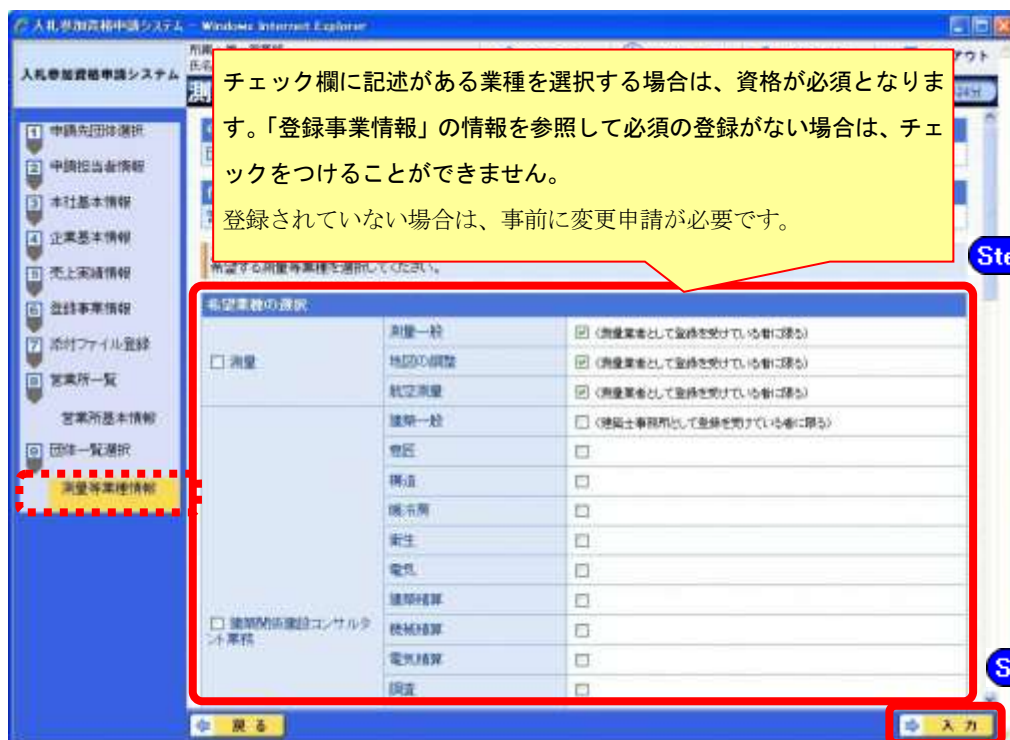 入札参加資格申請システム - Windows Internet Explorer
入札参加資格申請システム
チェック欄に記述がある業種を選択する場合は、資格が必須となりま
す。「登録事業情報」の情報を参照して必須の登録がない場合は、チェ
ックをつけることができません。
登録されていない場合は、事前に変更申請が必要です。
1 申請先団体選択
2 申請担当者情報
3 本社基本情報
4 企業基本情報
5 売上実績情報
6 登録事業情報
7 添付ファイル登録
8 営業所一覧
営業所基本情報
9 団体一覧選択
測量等業種情報
希望する測量等業種を選択してください。
Ste
希望業種の選択
測量
測量一般 (測量業者として登録を受けている者に限る)
地図の調整 (測量業者として登録を受けている者に限る)
航空測量 (測量業者として登録を受けている者に限る)
建築関係建設コンサルタ
ント業務
建築一般 (建築士事務所として登録を受けている者に限る)
意匠
構造
暖冷房
衛生
電気
建築積算
機械積算
電気積算
調査
S
戻る
入力